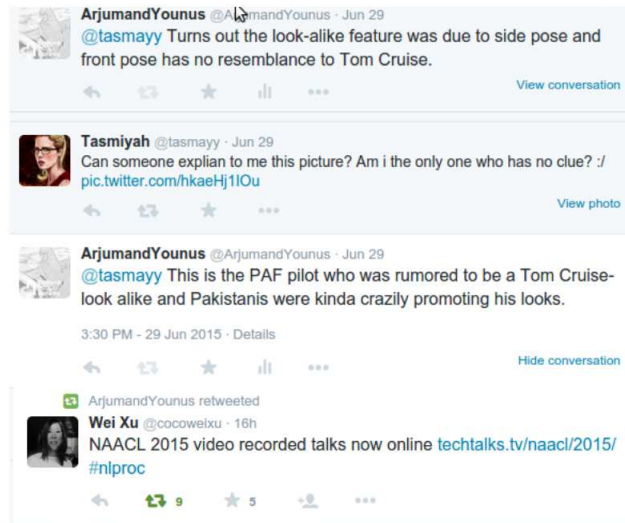 ArjumandYounus @ArjumandYounus · Jun 29
@tasmayy Turns out the look-alike feature was due to side pose and
front pose has no resemblance to Tom Cruise.
View conversation
Tasmiyah @tasmayy · Jun 29
Can someone explian to me this picture? Am i the only one who has no clue? :/
pic.twitter.com/hkaeHj1IOu
View photo
ArjumandYounus @ArjumandYounus · Jun 29
@tasmayy This is the PAF pilot who was rumored to be a Tom Cruise-
look alike and Pakistanis were kinda crazily promoting his looks.
3:30 PM - 29 Jun 2015 · Details
Hide conversation
ArjumandYounus retweeted
Wei Xu @cocoweixu · 16h
NAACL 2015 video recorded talks now online techtalks.tv/naacl/2015/
#nlproc
9 5